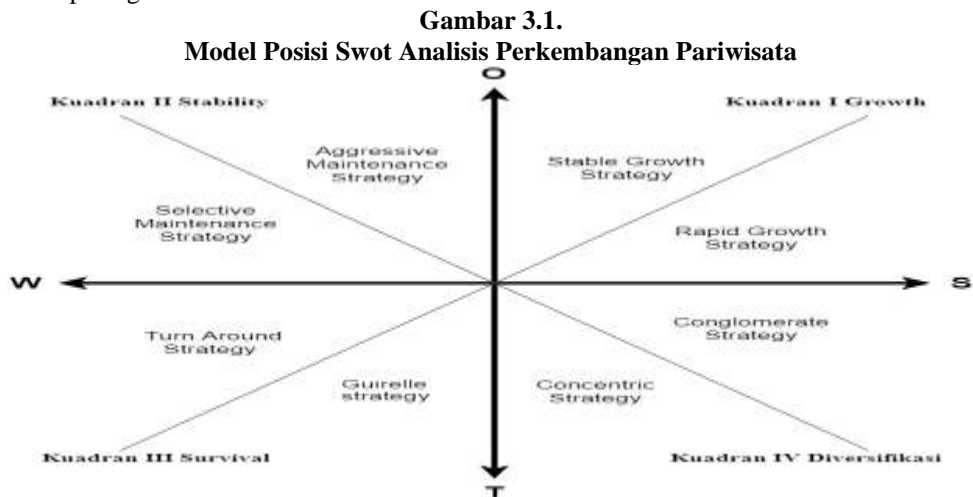 Gambar 3.1.
Model Posisi Swot Analisis Perkembangan Pariwisata
O
Kuadran II Stability
Kuadran I Growth
Aggressive
Maintenance
Strategy
Stable Growth
Strategy
Selective
Maintenance
Strategy
Rapid Growth
Strategy
W
S
Turn Around
Strategy
Conglomerate
Strategy
Guirelle
strategy
Concentric
Strategy
Kuadran III Survival
Kuadran IV Diversifikasi
T